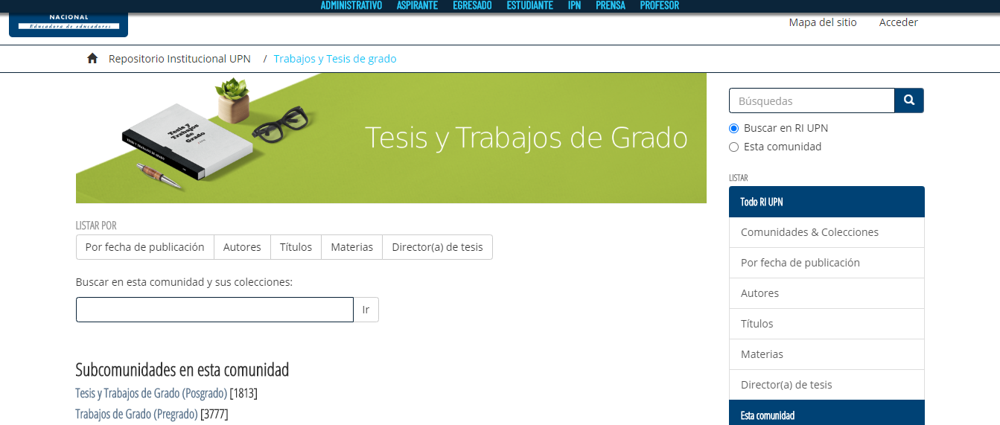 ADMINISTRATIVO ASPIRANTE EGRESADO ESTUDIANTE IPN PRENSA PROFESOR
NACIONAL
Educadora de educadores
Mapa del sitio Acceder
Repositorio Institucional UPN / Trabajos y Tesis de grado
Tesis y Trabajos de Grado
Tesis y
Trabajos
de
Grado
TESIS Y TRABAJOS DE GRADO
LISTAR POR
Por fecha de publicación Autores Títulos Materias Director(a) de tesis
Buscar en esta comunidad y sus colecciones:
Ir
Subcomunidades en esta comunidad
Tesis y Trabajos de Grado (Posgrado) [1813]
Trabajos de Grado (Pregrado) [3777]
Búsquedas
Buscar en RI UPN
Esta comunidad
LISTAR
Todo RI UPN
Comunidades & Colecciones
Por fecha de publicación
Autores
Títulos
Materias
Director(a) de tesis
Esta comunidad